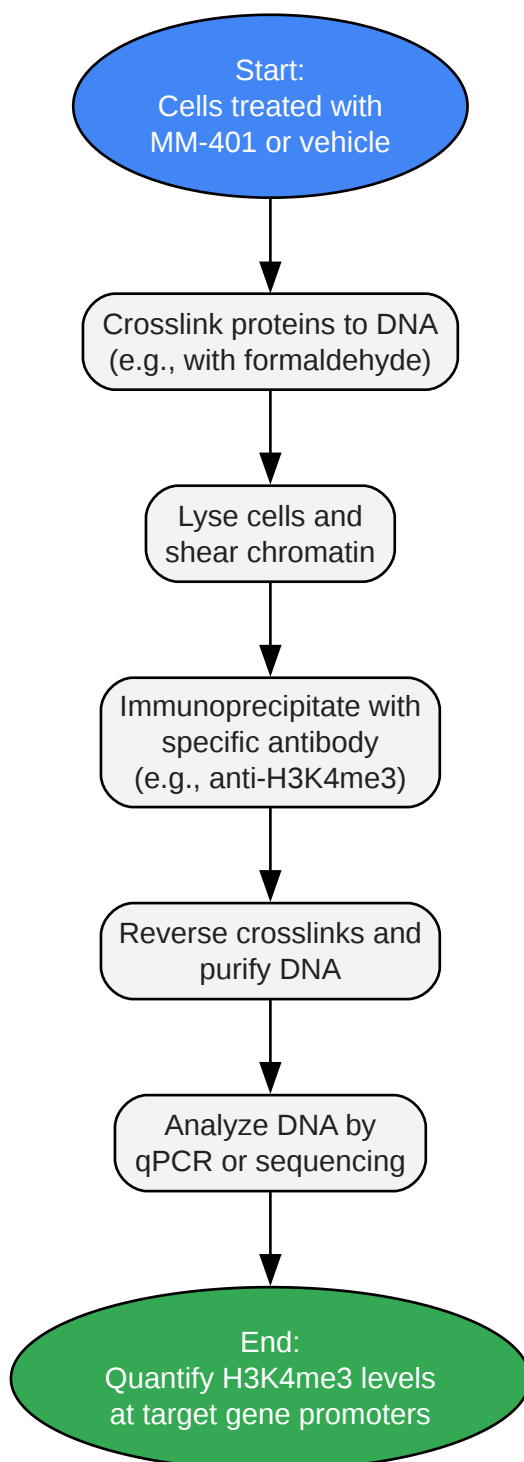 Start:
Cells treated with
MM-401 or vehicle
Crosslink proteins to DNA
(e.g., with formaldehyde)
Lyse cells and
shear chromatin
Immunoprecipitate with
specific antibody
(e.g., anti-H3K4me3)
Reverse crosslinks and
purify DNA
Analyze DNA by
qPCR or sequencing
End:
Quantify H3K4me3 levels
at target gene promoters